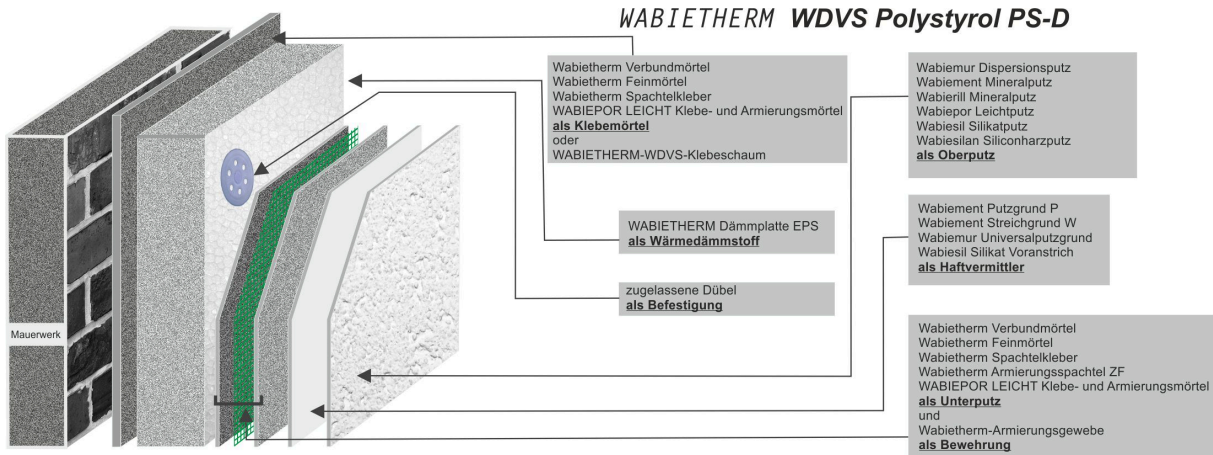 WABIETHERM WDVS Polystyrol PS-D
Wabietherm Verbundmörtel
Wabietherm Feinmörtel
Wabietherm Spachtelkleber
WABIEPOR LEICHT Klebe- und Armierungsmörtel
als Klebemörtel
oder
WABIETHERM-WDVS-Klebeschaum
WABIETHERM Dämmplatte EPS
als Wärmedämmstoff
zugelassene Dübel
als Befestigung
Wabiemur Dispersionsputz
Wabiement Mineralputz
Wabierill Mineralputz
Wabiepor Leichtputz
Wabiesil Silikatputz
Wabiesilan Siliconharzputz
als Oberputz
Wabiement Putzgrund P
Wabiement Streichgrund W
Wabiemur Universalputzgrund
Wabiesil Silikat Voranstrich
als Haftvermittler
Wabietherm Verbundmörtel
Wabietherm Feinmörtel
Wabietherm Spachtelkleber
Wabietherm Armierungsspachtel ZF
WABIEPOR LEICHT Klebe- und Armierungsmörtel
als Unterputz
und
Wabietherm-Armierungsgewebe
als Bewehrung
Mauerwerk